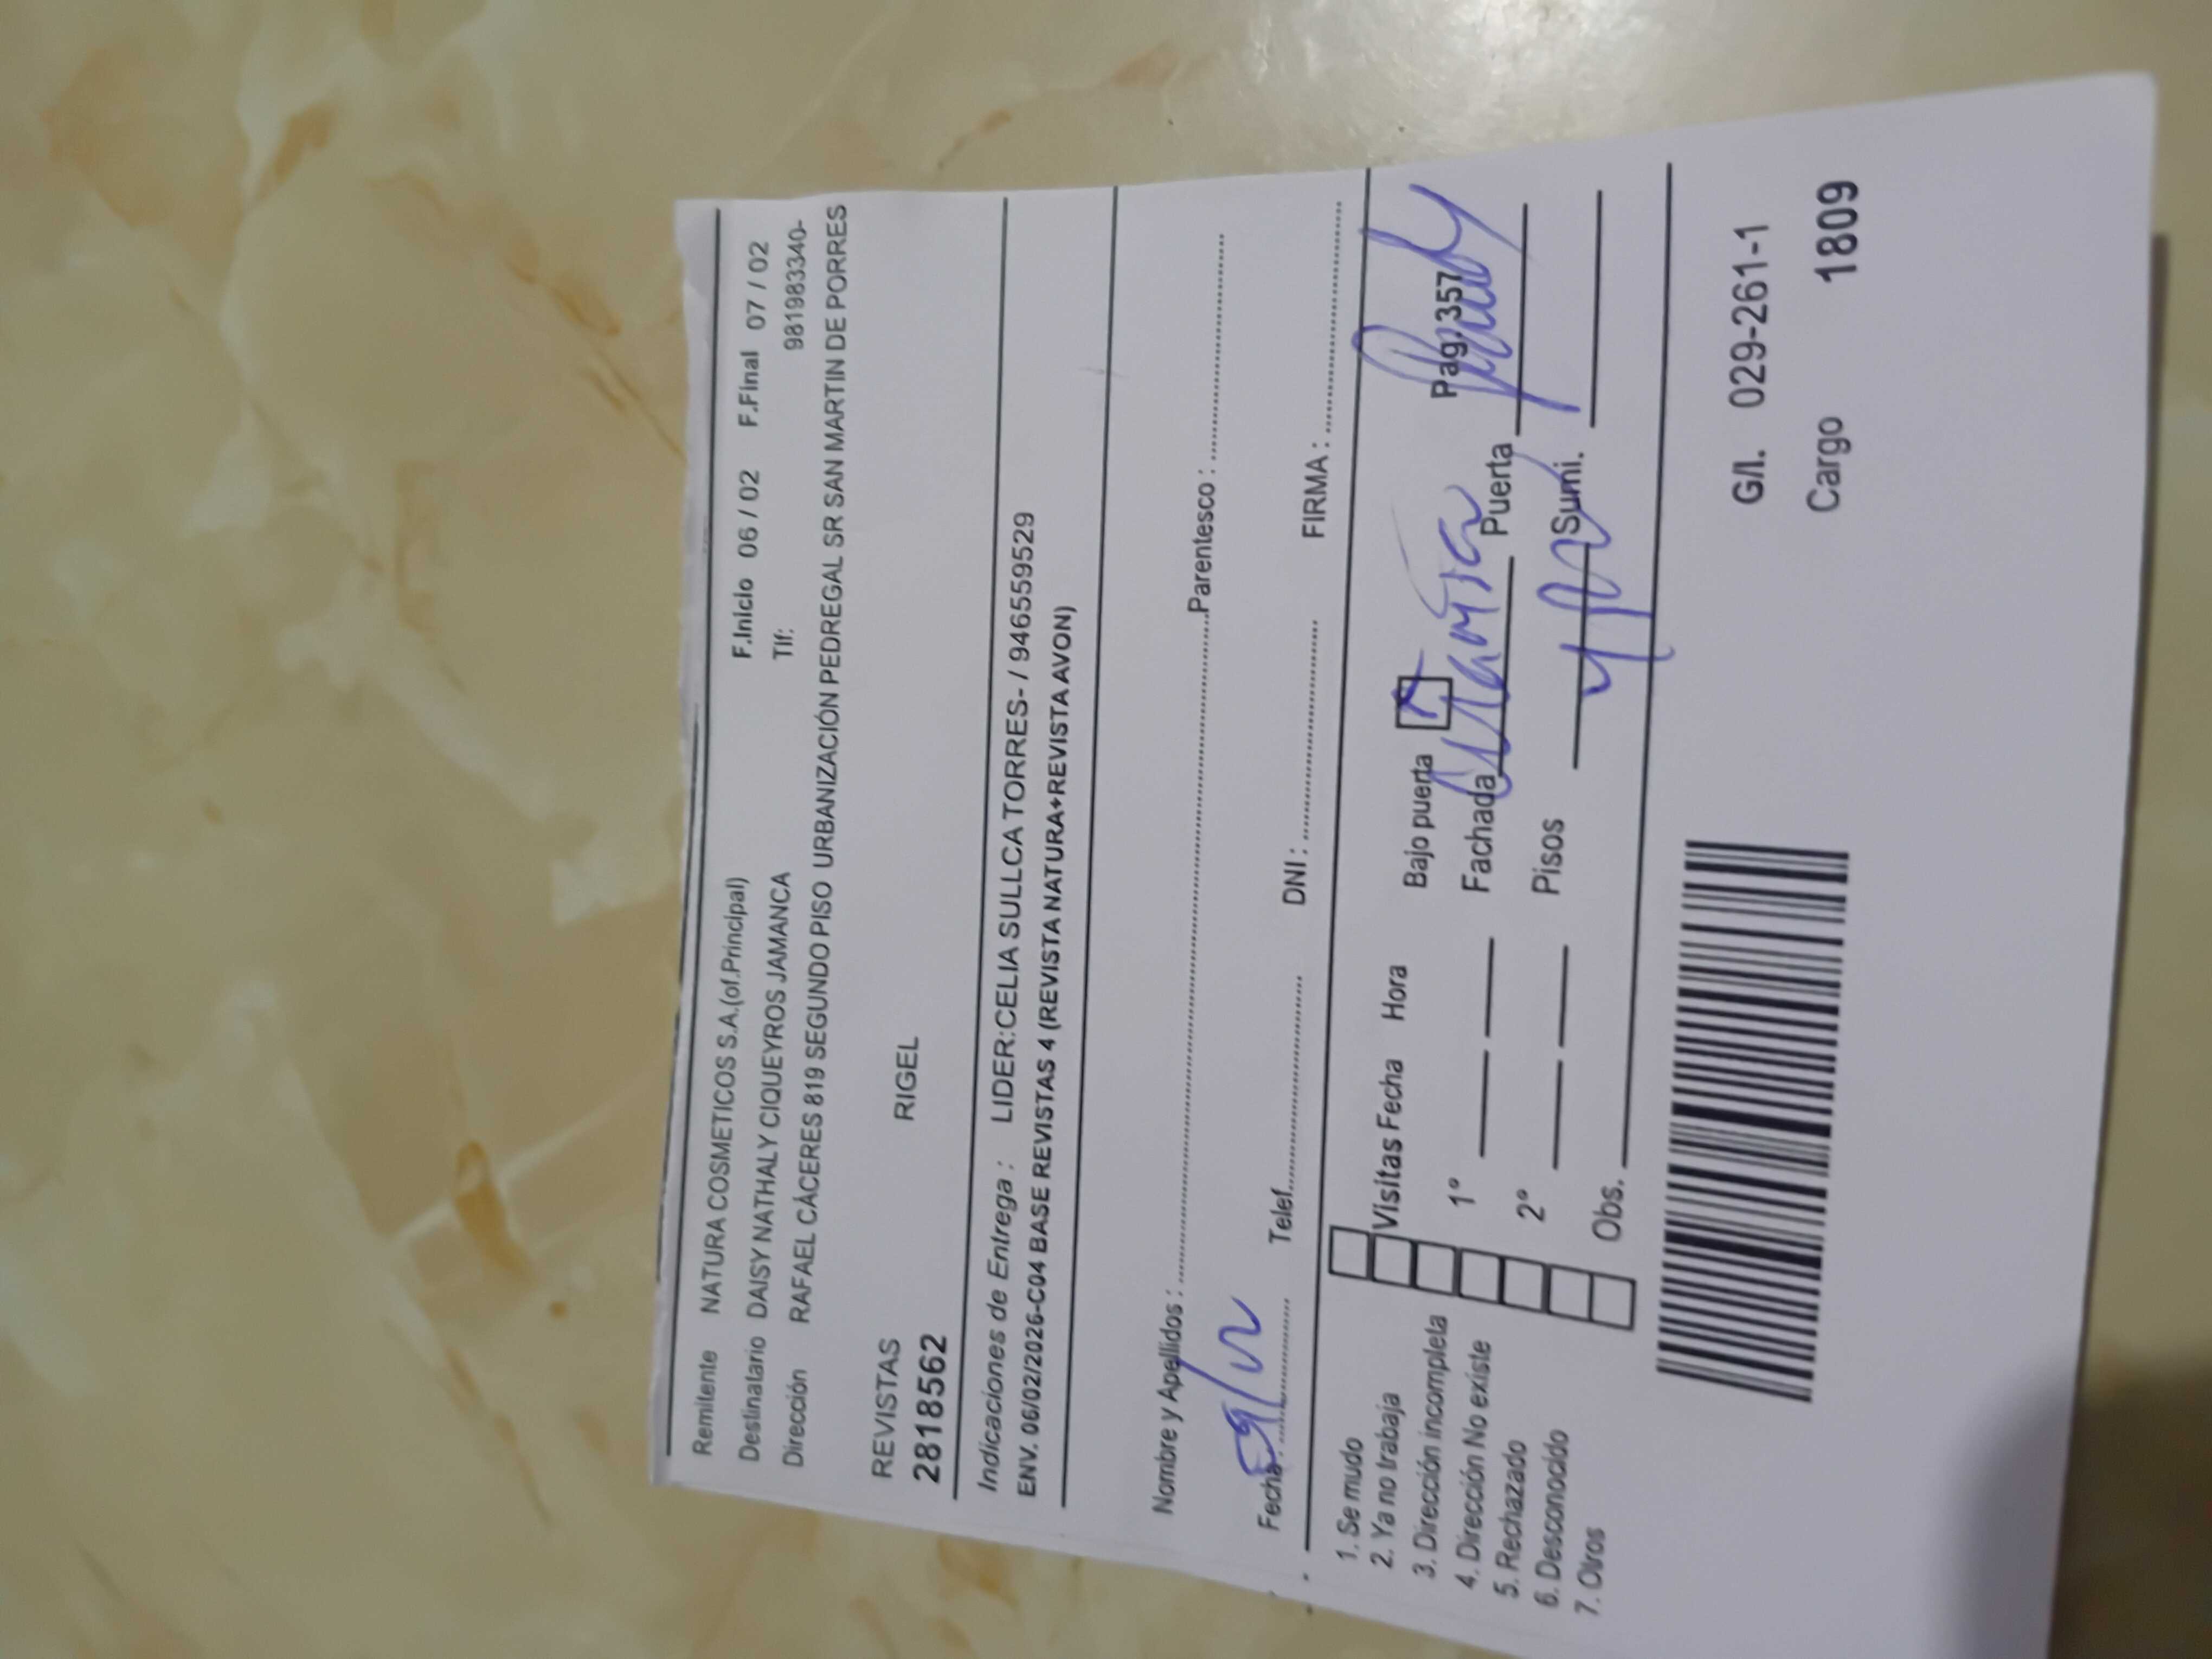 Remitente NATURA COSMETICOS S.A.(of.Principal) F.Inicio 06 / 02 F.Final 07 / 02
Destinatario DAISY NATHALY CIQUEYROS JAMANCA Tlf: 981983340-
Dirección RAFAEL CÁCERES 819 SEGUNDO PISO URBANIZACIÓN PEDREGAL SR SAN MARTIN DE PORRES
REVISTAS RIGEL
2818562
Indicaciones de Entrega : LIDER:CELIA SULLCA TORRES- / 946559529
ENV. 06/02/2026-C04 BASE REVISTAS 4 (REVISTA NATURA+REVISTA AVON)
Nombre y Apellidos : Parentesco :
Fecha : Telef. DNI : FIRMA :
1. Se mudo
2. Ya no trabaja
3. Dirección incompleta
4. Dirección No existe
5. Rechazado
6. Desconocido
7. Otros
Visitas Fecha Hora Bajo puerta Pag.357
1º Fachada Puerta
2º Pisos Sumi.
Obs.
G/I. 029-261-1
Cargo 1809